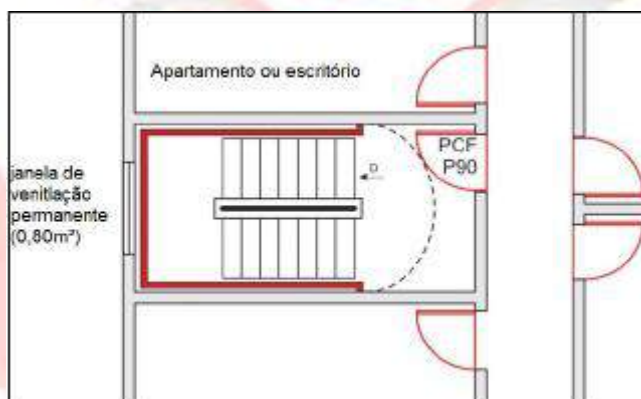 Apartamento ou escritório
PCF
P90
D
janela de
ventilação
permanente
(0,80m²)